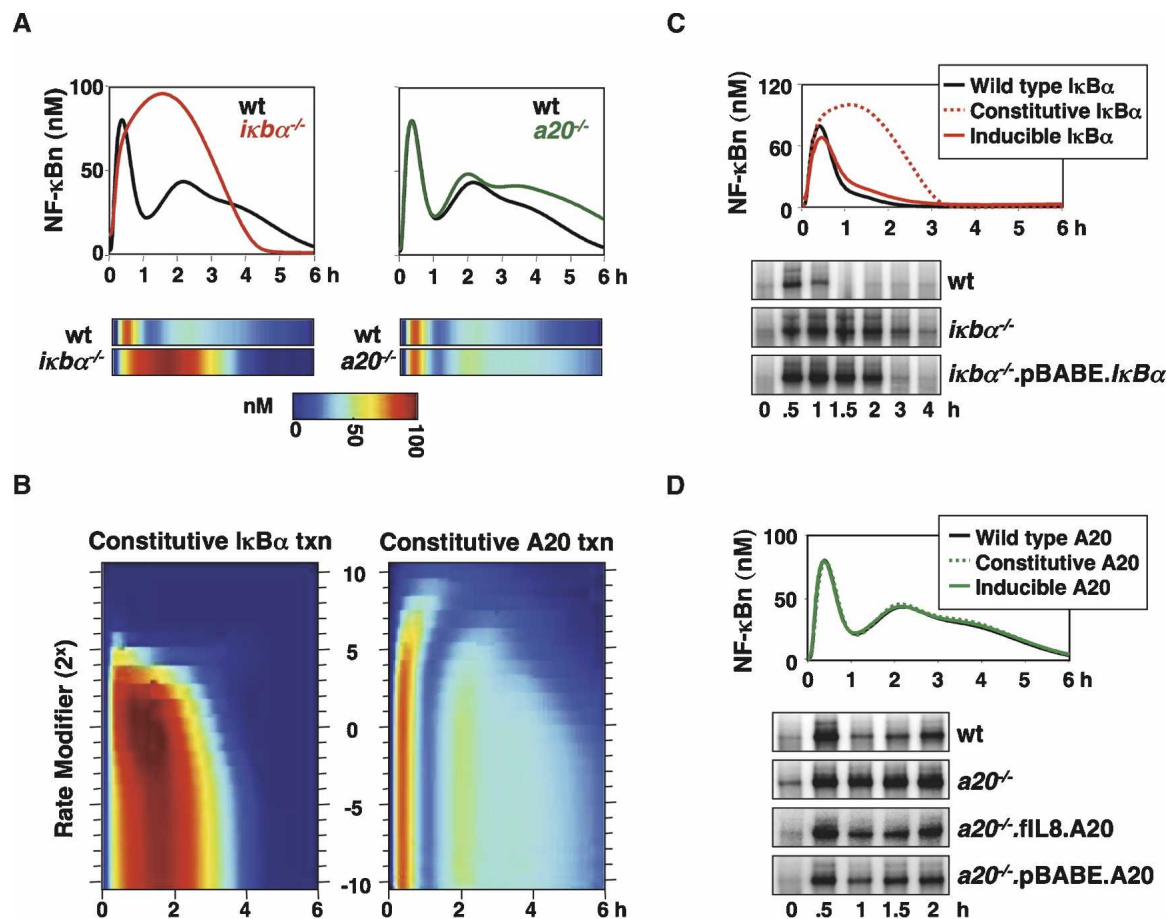 A
NF-κBn (nM)
100
50
0
wt
iκbα-/-
0 1 2 3 4 5 6 h
wt
a20-/-
0 1 2 3 4 5 6 h
wt
iκbα-/-
wt
a20-/-
nM
0
50
100
B
Constitutive IκBα txn
Constitutive A20 txn
Rate Modifier (2ˣ)
10
5
0
-5
-10
0 2 4 6
0 2 4 6 h
C
NF-κBn (nM)
120
60
0
Wild type IκBα
Constitutive IκBα
Inducible IκBα
0 1 2 3 4 5 6 h
wt
iκbα-/-
iκbα-/-.pBABE.IκBα
0 .5 1 1.5 2 3 4 h
D
NF-κBn (nM)
100
50
0
Wild type A20
Constitutive A20
Inducible A20
0 1 2 3 4 5 6 h
wt
a20-/-
a20-/-.fIL8.A20
a20-/-.pBABE.A20
0 .5 1 1.5 2 h